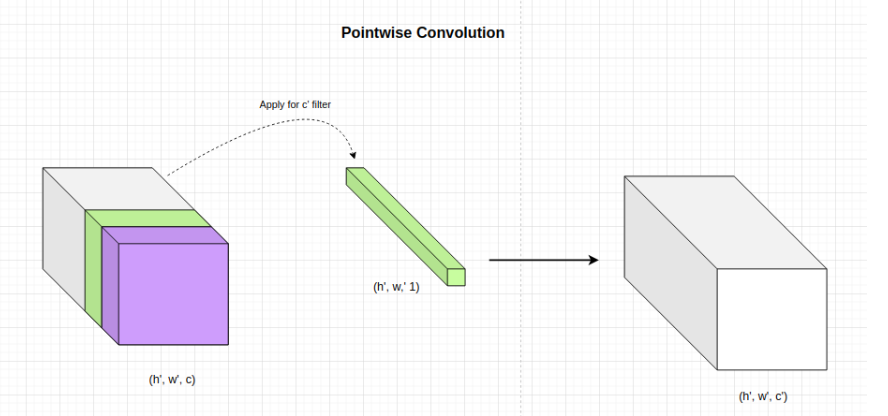 Pointwise Convolution
Apply for c' filter
(h', w,' 1)
(h', w', c)
(h', w', c')